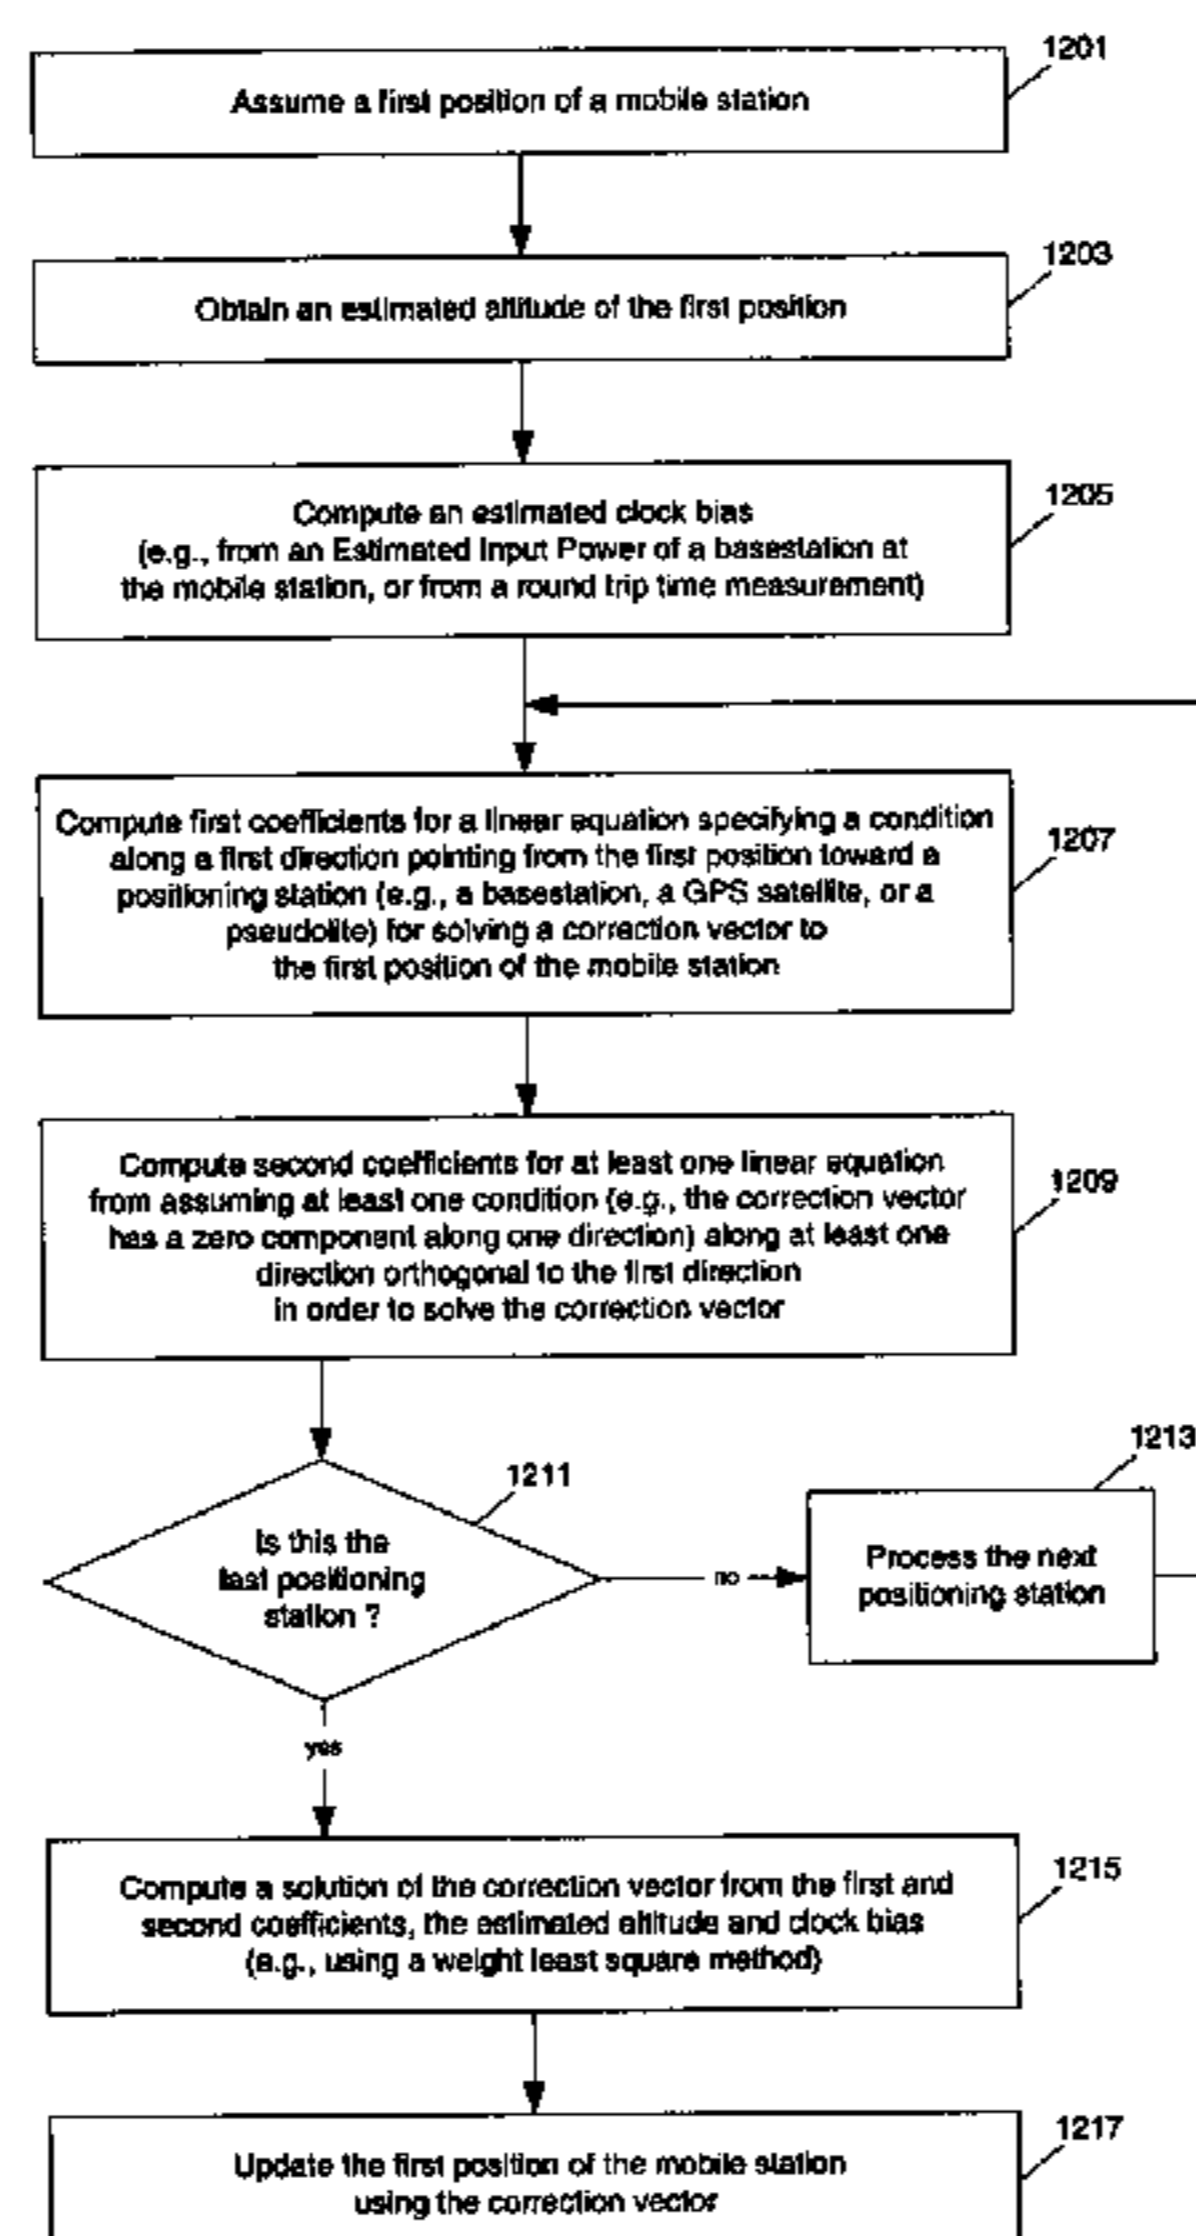 1201
Assume a first position of a mobile station
1203
Obtain an estimated altitude of the first position
1205
Compute an estimated clock bias
(e.g., from an Estimated Input Power of a basestation at
the mobile station, or from a round trip time measurement)
1207
Compute first coefficients for a linear equation specifying a condition
along a first direction pointing from the first position toward a
positioning station (e.g., a basestation, a GPS satellite, or a
pseudolite) for solving a correction vector to
the first position of the mobile station
1209
Compute second coefficients for at least one linear equation
from assuming at least one condition (e.g., the correction vector
has a zero component along one direction) along at least one
direction orthogonal to the first direction
in order to solve the correction vector
1211
Is this the
last positioning
station ?
no
1213
Process the next
positioning station
yes
1215
Compute a solution of the correction vector from the first and
second coefficients, the estimated altitude and clock bias
(e.g., using a weight least square method)
1217
Update the first position of the mobile station
using the correction vector